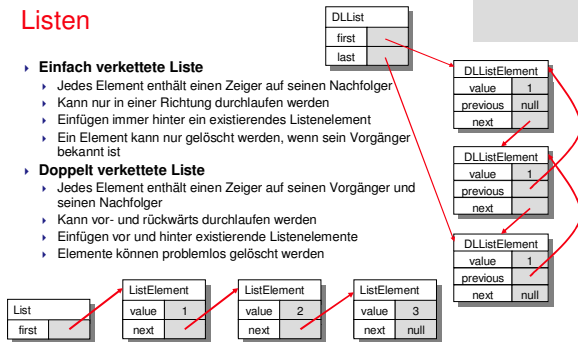 Listen
Einfach verkettete Liste
Jedes Element enthält einen Zeiger auf seinen Nachfolger
Kann nur in einer Richtung durchlaufen werden
Einfügen immer hinter ein existierendes Listenelement
Ein Element kann nur gelöscht werden, wenn sein Vorgänger
bekannt ist
Doppelt verkettete Liste
Jedes Element enthält einen Zeiger auf seinen Vorgänger und
seinen Nachfolger
Kann vor- und rückwärts durchlaufen werden
Einfügen vor und hinter existierende Listenelemente
Elemente können problemlos gelöscht werden
DLList
first
last
DLListElement
value 1
previous null
next
DLListElement
value 1
previous
next
DLListElement
value 1
previous
next null
List
first
ListElement
value 1
next
ListElement
value 2
next
ListElement
value 3
next null